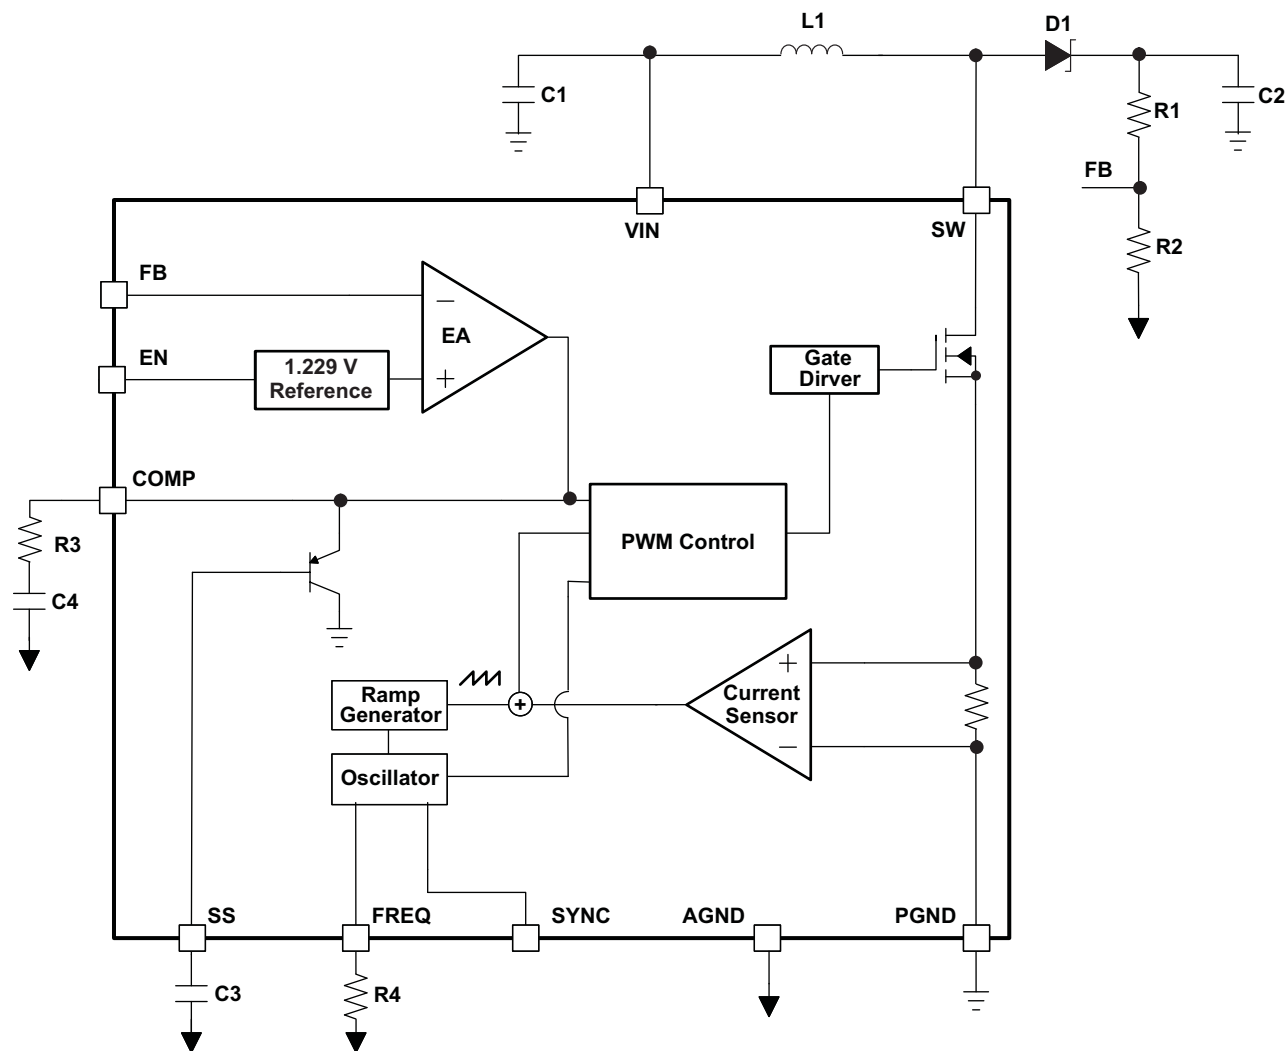 L1
D1
C1
R1
C2
FB
VIN
SW
R2
FB
EA
EN
1.229 V
Reference
Gate
Dirver
COMP
R3
PWM Control
C4
Ramp
Generator
Current
Sensor
Oscillator
SS
FREQ
SYNC
AGND
PGND
C3
R4